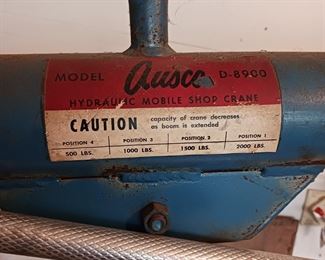 MODEL Ausco D-8900
HYDRAULIC MOBILE SHOP CRANE
CAUTION capacity of crane decreases
as boom is extended
POSITION 4 POSITION 3 POSITION 2 POSITION 1
500 LBS. 1000 LBS. 1500 LBS. 2000 LBS.